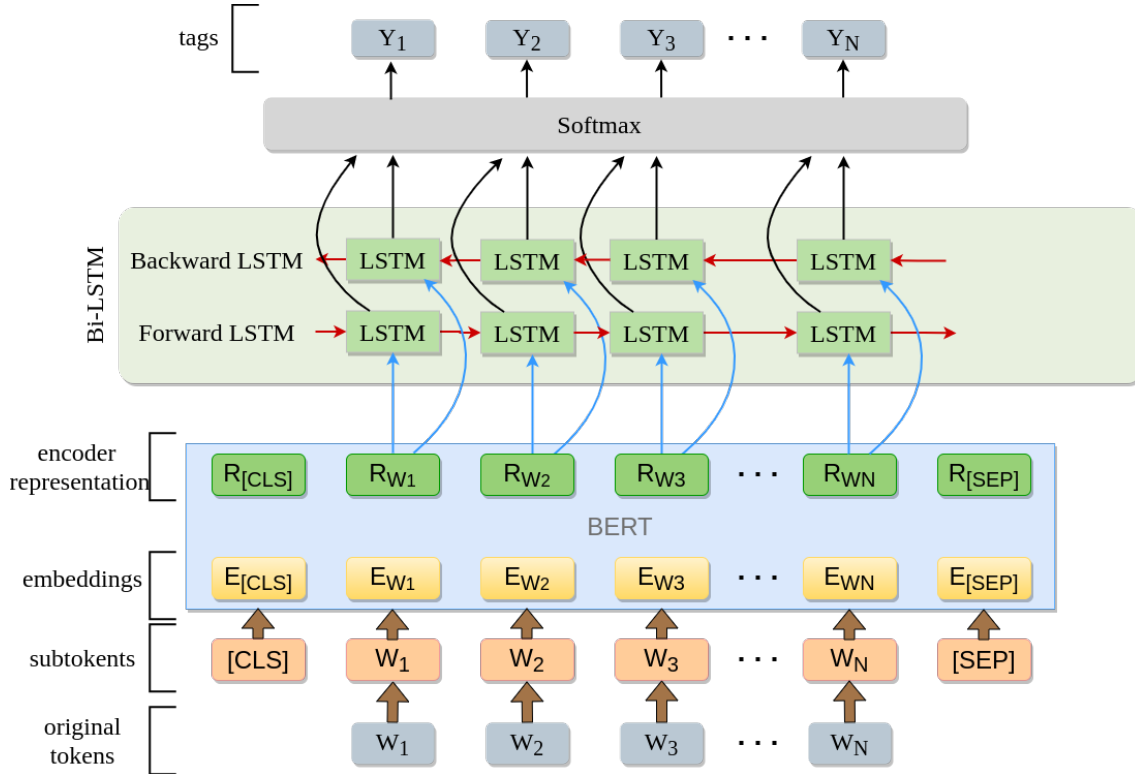 tags
Y1 Y2 Y3 ... YN
Softmax
Bi-LSTM
Backward LSTM LSTM LSTM LSTM LSTM
Forward LSTM LSTM LSTM LSTM LSTM
encoder
representation
R[CLS] RW1 RW2 RW3 ... RWN R[SEP]
BERT
embeddings
E[CLS] EW1 EW2 EW3 ... EWN E[SEP]
subtokents
[CLS] W1 W2 W3 ... WN [SEP]
original
tokens
W1 W2 W3 ... WN